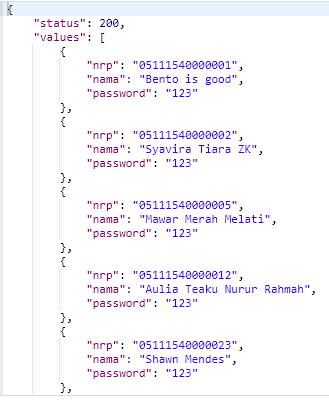 {
"status": 200,
"values": [
{
"nrp": "05111540000001",
"nama": "Bento is good",
"password": "123"
},
{
"nrp": "05111540000002",
"nama": "Syavira Tiara ZK",
"password": "123"
},
{
"nrp": "05111540000005",
"nama": "Mawar Merah Melati",
"password": "123"
},
{
"nrp": "05111540000012",
"nama": "Aulia Teaku Nurur Rahmah",
"password": "123"
},
{
"nrp": "05111540000023",
"nama": "Shawn Mendes",
"password": "123"
},